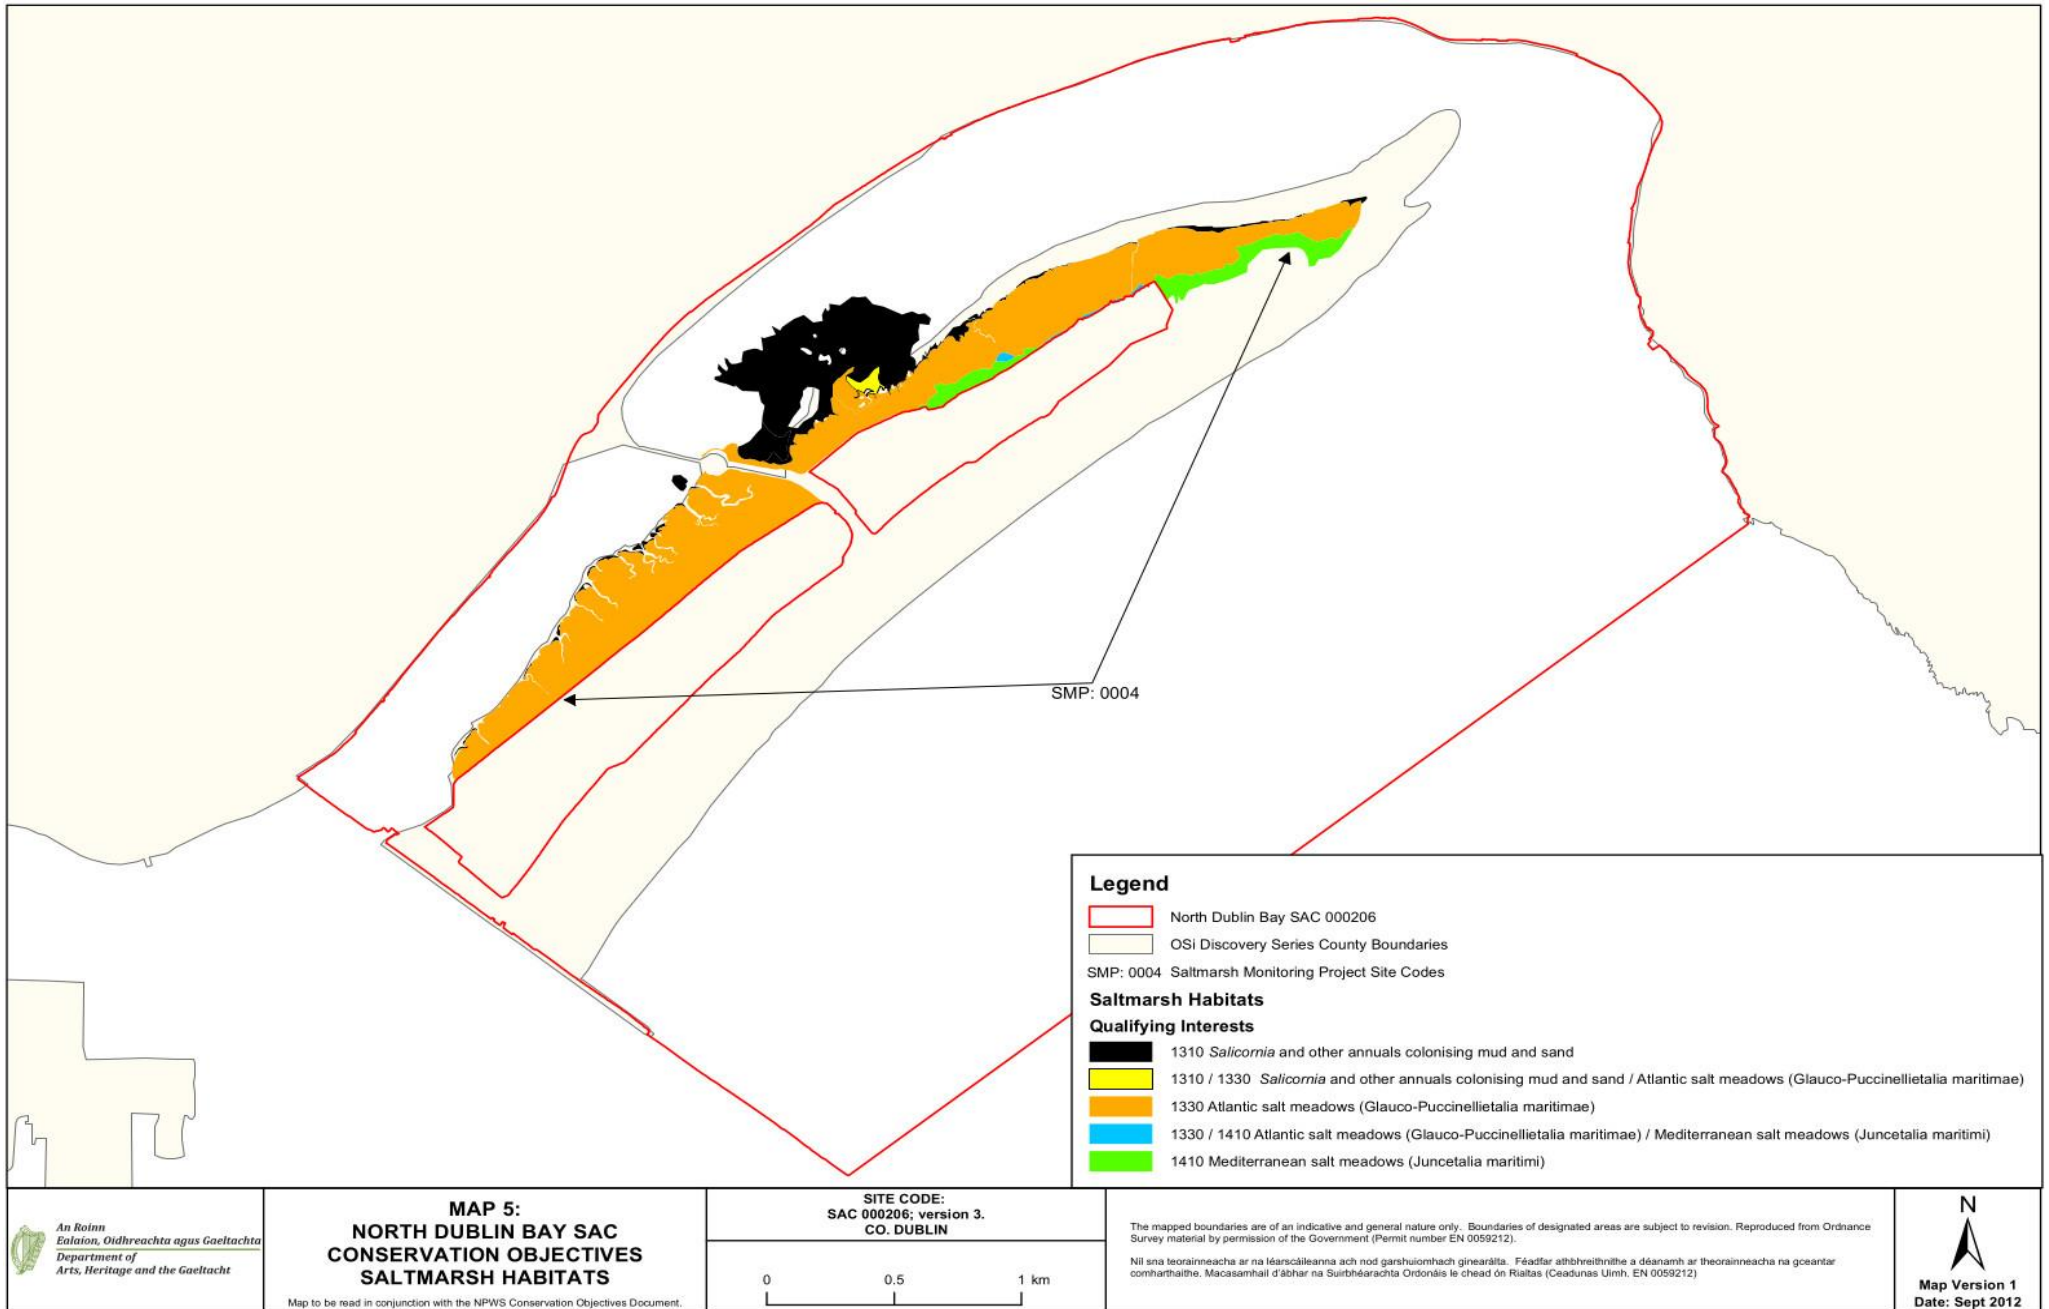 SMP: 0004
Legend
North Dublin Bay SAC 000206
OSi Discovery Series County Boundaries
SMP: 0004 Saltmarsh Monitoring Project Site Codes
Saltmarsh Habitats
Qualifying Interests
1310 Salicornia and other annuals colonising mud and sand
1310 / 1330 Salicornia and other annuals colonising mud and sand / Atlantic salt meadows (Glauco-Puccinellietalia maritimae)
1330 Atlantic salt meadows (Glauco-Puccinellietalia maritimae)
1330 / 1410 Atlantic salt meadows (Glauco-Puccinellietalia maritimae) / Mediterranean salt meadows (Juncetalia maritimi)
1410 Mediterranean salt meadows (Juncetalia maritimi)
An Roinn
Ealaíon, Oidhreachta agus Gaeltachta
Department of
Arts, Heritage and the Gaeltacht
MAP 5:
NORTH DUBLIN BAY SAC
CONSERVATION OBJECTIVES
SALTMARSH HABITATS
Map to be read in conjunction with the NPWS Conservation Objectives Document.
SITE CODE:
SAC 000206; version 3.
CO. DUBLIN
0 0.5 1 km
The mapped boundaries are of an indicative and general nature only. Boundaries of designated areas are subject to revision. Reproduced from Ordnance
Survey material by permission of the Government (Permit number EN 0059212).
Níl sna teorainneacha ar na léarscáileanna ach nod garshuiomhach ginearálta. Féadfar athbhreithnithe a déanamh ar theorainneacha na gceantar
comharthaithe. Macasamhail d'ábhar na Suirbhéarachta Ordonáis le chead ón Rialtas (Ceadunas Uimh. EN 0059212)
N
Map Version 1
Date: Sept 2012